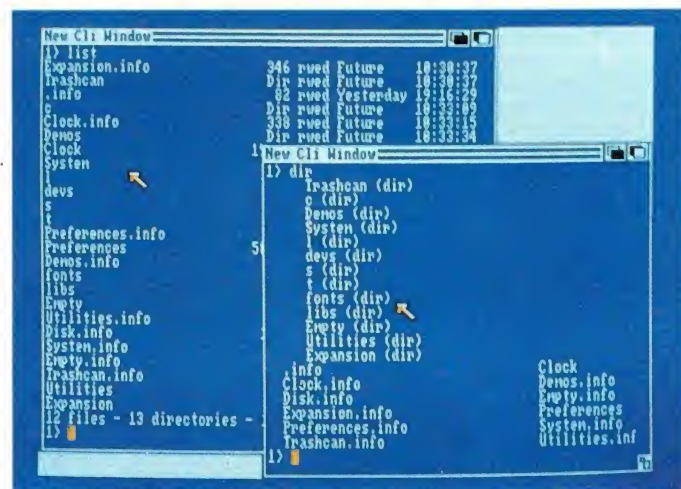 New Cli Window
1> list
Expansion.info 346 rwed Future 10:30:37
Trashcan Dir rwed Future 10:30:37
.info 82 rwed Yesterday 19:16:29
c Dir rwed Future 10:33:09
Clock.info 338 rwed Future 10:33:15
Demos Dir rwed Future 10:33:34
Clock
System
l
devs
s
t
Preferences.info
Preferences
Demos.info
fonts
libs
Empty
Utilities.info
Disk.info
System.info
Empty.info
Trashcan.info
Utilities
Expansion
12 files - 13 directories -
1>
New Cli Window
1> dir
Trashcan (dir)
c (dir)
Demos (dir)
System (dir)
l (dir)
devs (dir)
s (dir)
t (dir)
fonts (dir)
libs (dir)
Empty (dir)
Utilities (dir)
Expansion (dir)
.info Clock
Clock.info Demos.info
Disk.info Empty.info
Expansion.info Preferences
Preferences.info System.info
Trashcan.info Utilities.inf
1>